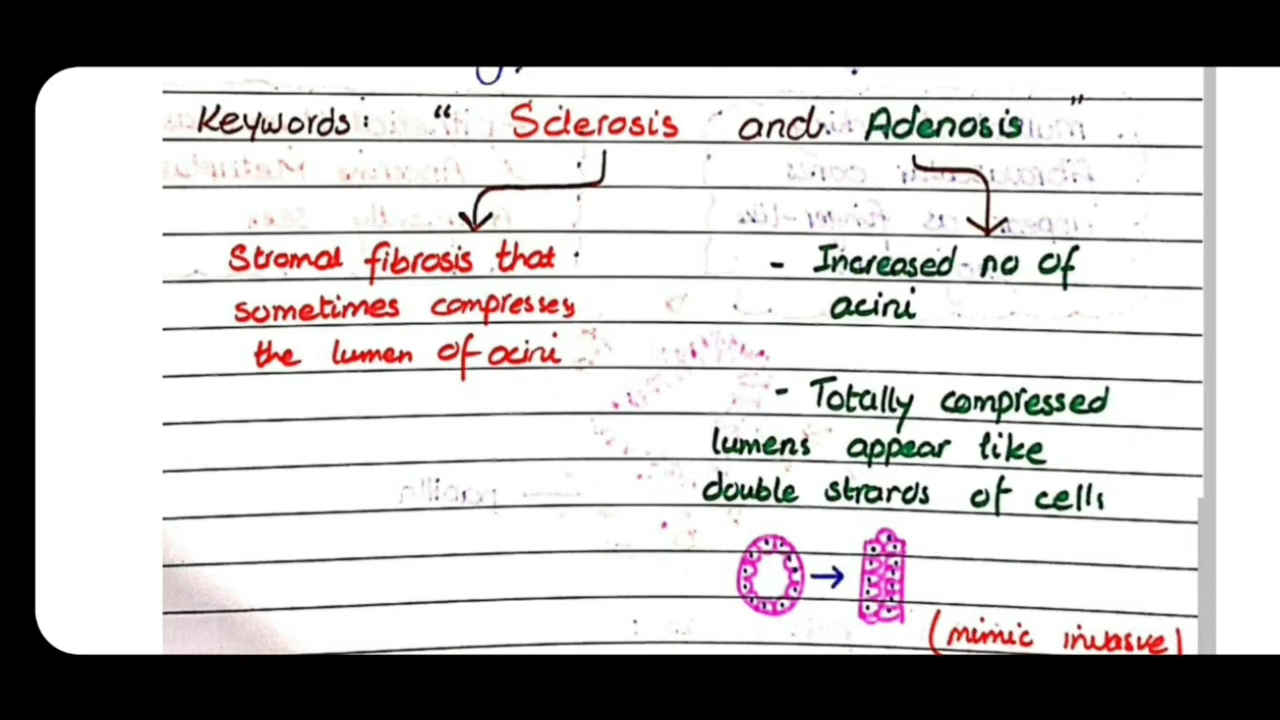 Keywords: "Sclerosis and Adenosis"
Stromal fibrosis that
sometimes compresses
the lumen of acini
- Increased no of
acini
- Totally compressed
lumens appear like
double strands of cells
(mimic invasve)